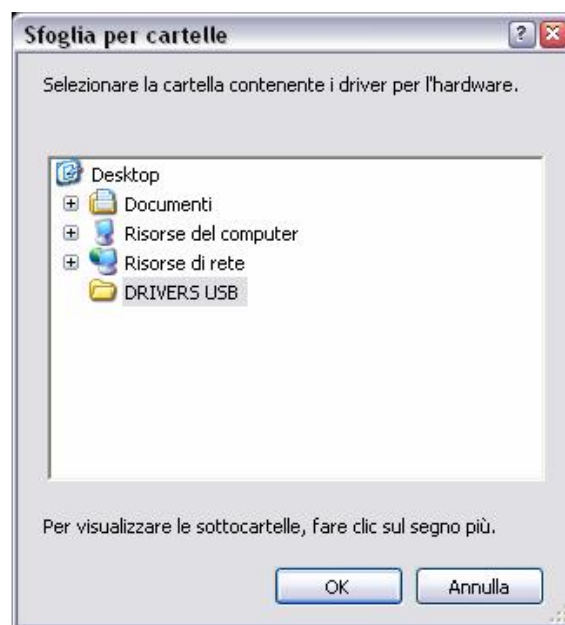 Sfoglia per cartelle
Selezionare la cartella contenente i driver per l'hardware.
Desktop
Documenti
Risorse del computer
Risorse di rete
DRIVERS USB
Per visualizzare le sottocartelle, fare clic sul segno più.
OK
Annulla